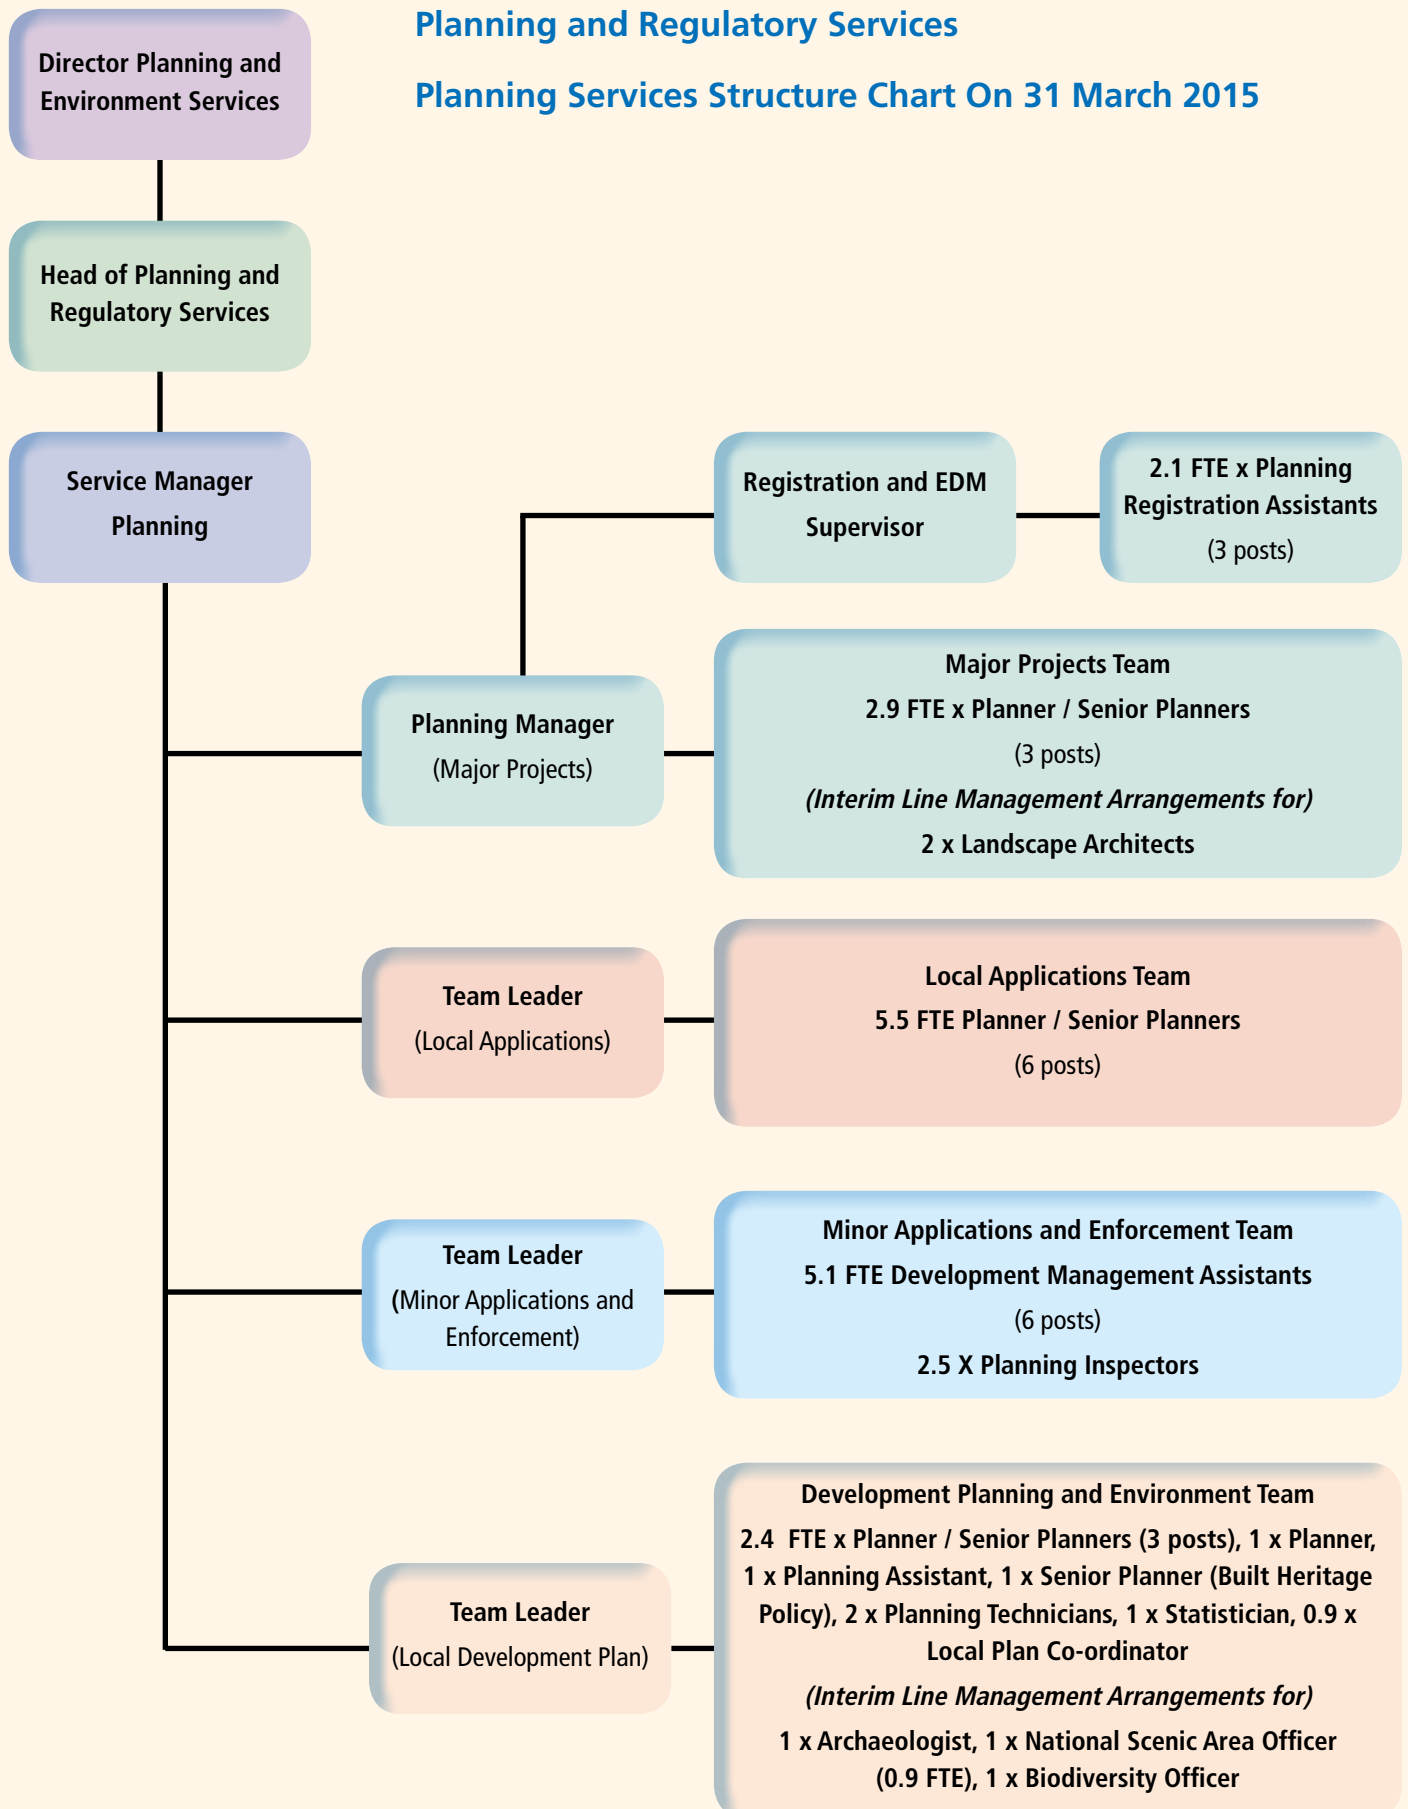 Planning and Regulatory Services
Planning Services Structure Chart On 31 March 2015
Director Planning and
Environment Services
Head of Planning and
Regulatory Services
Service Manager
Planning
Registration and EDM
Supervisor
2.1 FTE x Planning
Registration Assistants
(3 posts)
Planning Manager
(Major Projects)
Major Projects Team
2.9 FTE x Planner / Senior Planners
(3 posts)
(Interim Line Management Arrangements for)
2 x Landscape Architects
Team Leader
(Local Applications)
Local Applications Team
5.5 FTE Planner / Senior Planners
(6 posts)
Team Leader
(Minor Applications and
Enforcement)
Minor Applications and Enforcement Team
5.1 FTE Development Management Assistants
(6 posts)
2.5 X Planning Inspectors
Team Leader
(Local Development Plan)
Development Planning and Environment Team
2.4 FTE x Planner / Senior Planners (3 posts), 1 x Planner,
1 x Planning Assistant, 1 x Senior Planner (Built Heritage
Policy), 2 x Planning Technicians, 1 x Statistician, 0.9 x
Local Plan Co-ordinator
(Interim Line Management Arrangements for)
1 x Archaeologist, 1 x National Scenic Area Officer
(0.9 FTE), 1 x Biodiversity Officer